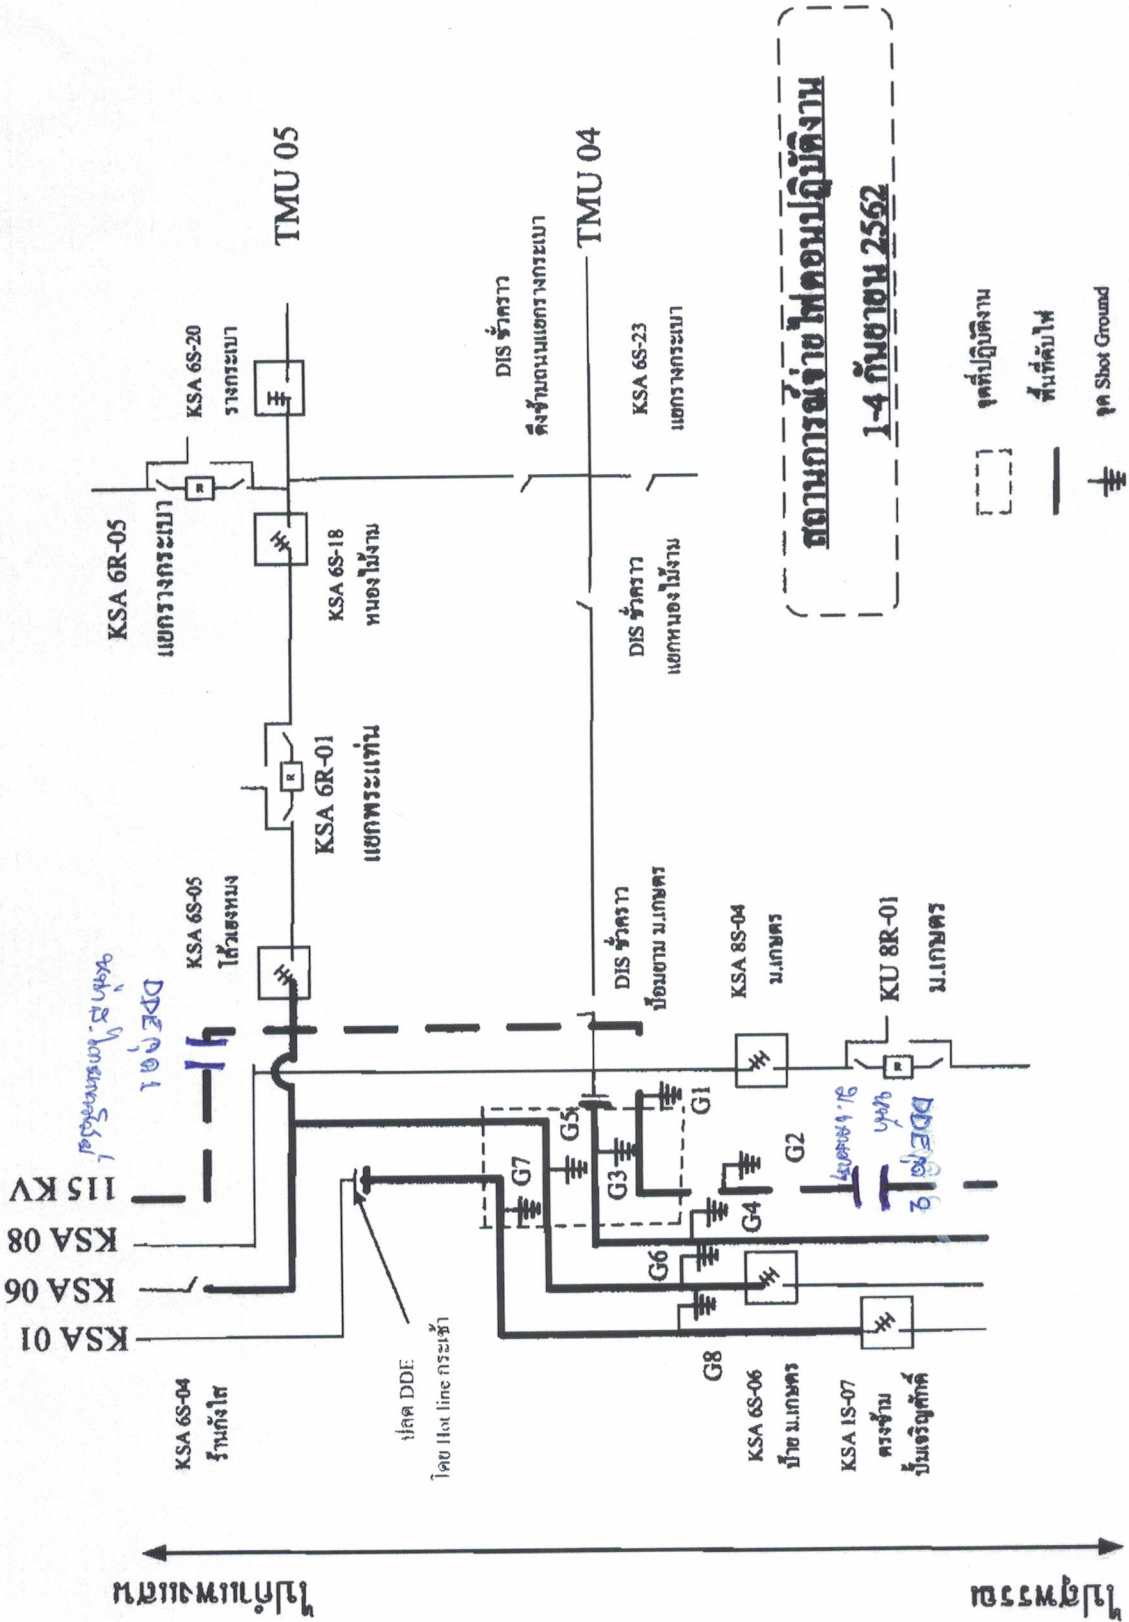 สถานการณ์จ่ายไฟตอนปฏิบัติงาน
1-4 กันยายน 2562
115 KV
KSA 08
KSA 06
KSA 01
KSA 6S-04
ร้านกังใส
DDE จุด 1
KSA 6S-05
โค้วเฮงหมง
KSA 6R-01
แยกพระแท่น
KSA 6S-18
หนองไม้งาม
KSA 6R-05
แยกรางกระเบา
KSA 6S-20
รางกระเบา
TMU 05
DIS ชั่วคราว
ตึงข้ามถนนแยกรางกระเบา
TMU 04
KSA 6S-23
แยกรางกระเบา
DIS ชั่วคราว
แยกหนองไม้งาม
DIS ชั่วคราว
ป้อมยาม ม.เกษตร
KSA 8S-04
ม.เกษตร
KU 8R-01
ม.เกษตร
ปลด DDE
โดย Hot line กระเช้า
G7
G5
G3
G1
G2
G4
G6
G8
DDE จุด 2
KSA 6S-06
ป้าย ม.เกษตร
KSA 1S-07
ตรงข้าม
ปั๊มเจริญศักดิ์
จุดที่ปฏิบัติงาน
พื้นที่ดับไฟ
จุด Shot Ground
ไปกำแพงแสน
ไปสุพรรณ
R
R
R